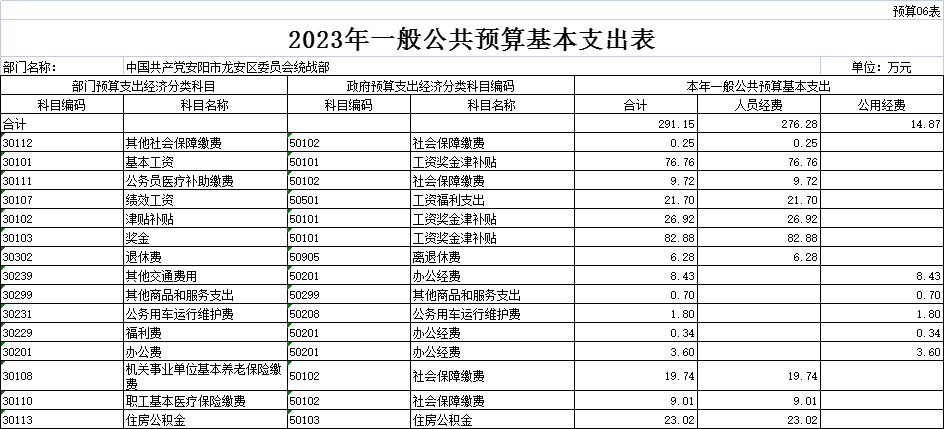 预算06表
2023年一般公共预算基本支出表
部门名称： 中国共产党安阳市龙安区委员会统战部 单位：万元
部门预算支出经济分类科目 政府预算支出经济分类科目编码 本年一般公共预算基本支出
科目编码 科目名称 科目编码 科目名称 合计 人员经费 公用经费
合计 291.15 276.28 14.87
30112 其他社会保障缴费 50102 社会保障缴费 0.25 0.25
30101 基本工资 50101 工资奖金津补贴 76.76 76.76
30111 公务员医疗补助缴费 50102 社会保障缴费 9.72 9.72
30107 绩效工资 50501 工资福利支出 21.70 21.70
30102 津贴补贴 50101 工资奖金津补贴 26.92 26.92
30103 奖金 50101 工资奖金津补贴 82.88 82.88
30302 退休费 50905 离退休费 6.28 6.28
30239 其他交通费用 50201 办公经费 8.43 8.43
30299 其他商品和服务支出 50299 其他商品和服务支出 0.70 0.70
30231 公务用车运行维护费 50208 公务用车运行维护费 1.80 1.80
30229 福利费 50201 办公经费 0.34 0.34
30201 办公费 50201 办公经费 3.60 3.60
30108 机关事业单位基本养老保险缴 50102 社会保障缴费 19.74 19.74
费
30110 职工基本医疗保险缴费 50102 社会保障缴费 9.01 9.01
30113 住房公积金 50103 住房公积金 23.02 23.02